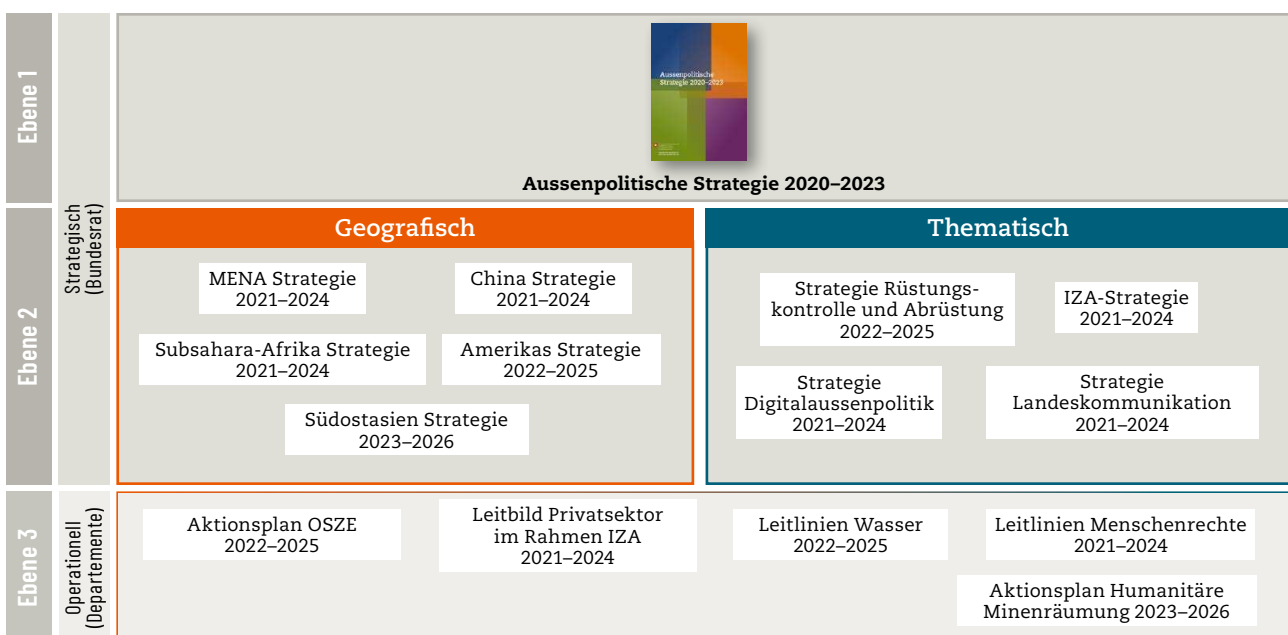 Ebene 1
Strategisch
(Bundesrat)
Aussenpolitische
Strategie 2020–2023
Aussenpolitische Strategie 2020–2023
Ebene 2
Geografisch
MENA Strategie
2021–2024
China Strategie
2021–2024
Subsahara-Afrika Strategie
2021–2024
Amerikas Strategie
2022–2025
Südostasien Strategie
2023–2026
Thematisch
Strategie Rüstungs-
kontrolle und Abrüstung
2022–2025
IZA-Strategie
2021–2024
Strategie
Digitalaussenpolitik
2021–2024
Strategie
Landeskommunikation
2021–2024
Ebene 3
Operationell
(Departemente)
Aktionsplan OSZE
2022–2025
Leitbild Privatsektor
im Rahmen IZA
2021–2024
Leitlinien Wasser
2022–2025
Leitlinien Menschenrechte
2021–2024
Aktionsplan Humanitäre
Minenräumung 2023–2026